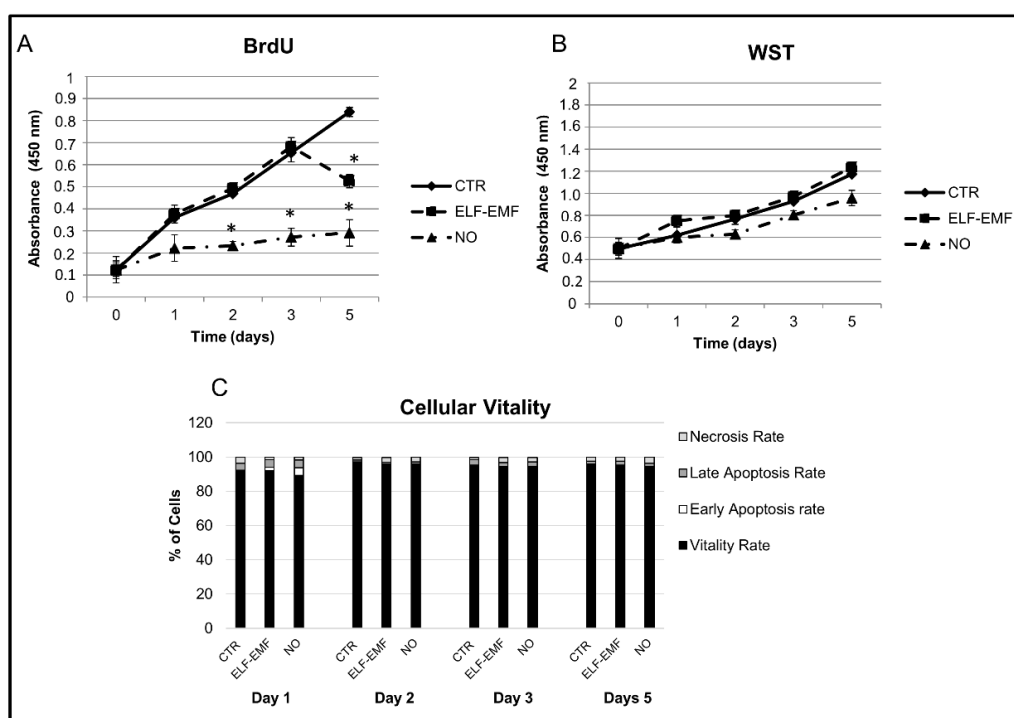 A
BrdU
Absorbance (450 nm)
1
0.9
0.8
0.7
0.6
0.5
0.4
0.3
0.2
0.1
0
*
*
*
*
0 1 2 3 5
Time (days)
CTR
ELF-EMF
NO
B
WST
Absorbance (450 nm)
2
1.8
1.6
1.4
1.2
1.0
0.8
0.6
0.4
0.2
0
0 1 2 3 5
Time (days)
CTR
ELF-EMF
NO
C
Cellular Vitality
% of Cells
120
100
80
60
40
20
0
CTR ELF-EMF NO CTR ELF-EMF NO CTR ELF-EMF NO CTR ELF-EMF NO
Day 1 Day 2 Day 3 Days 5
Necrosis Rate
Late Apoptosis Rate
Early Apoptosis rate
Vitality Rate